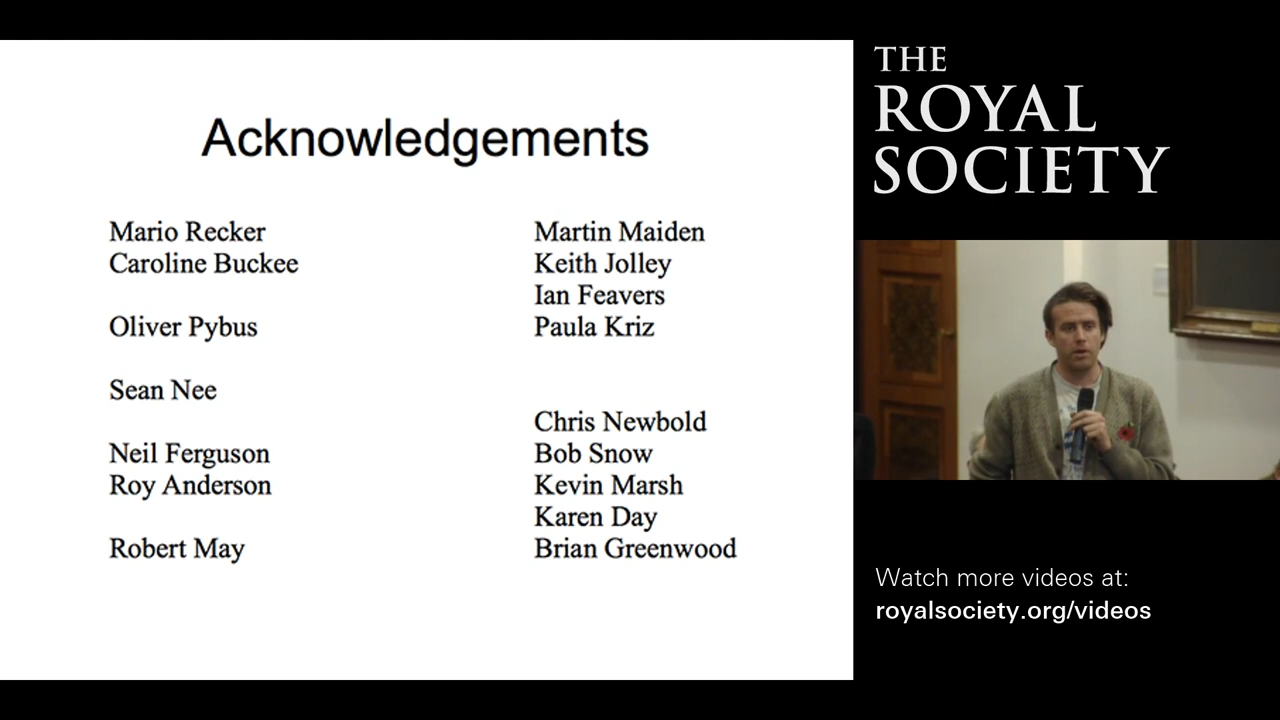 Acknowledgements
Mario Recker
Caroline Buckee
Oliver Pybus
Sean Nee
Neil Ferguson
Roy Anderson
Robert May
Martin Maiden
Keith Jolley
Ian Feavers
Paula Kriz
Chris Newbold
Bob Snow
Kevin Marsh
Karen Day
Brian Greenwood
THE
ROYAL
SOCIETY
Watch more videos at:
royalsociety.org/videos